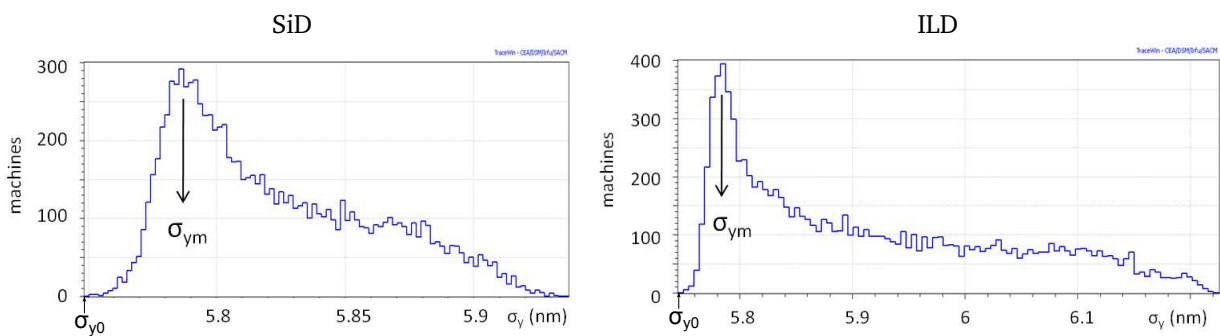 SiD
ILD
TraceWin - CEA/DSM/Irfu/SACM
machines
300
200
100
0
σym
σy0
5.8
5.85
5.9
σy (nm)
TraceWin - CEA/DSM/Irfu/SACM
machines
400
300
200
100
0
σym
σy0
5.8
5.9
6
6.1
σy (nm)